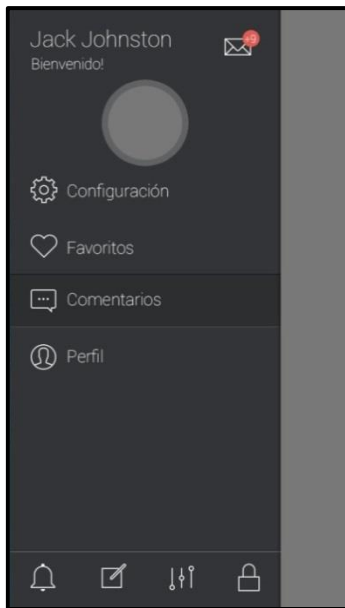 Jack Johnston
+9
Bienvenido!
Configuración
Favoritos
Comentarios
Perfil